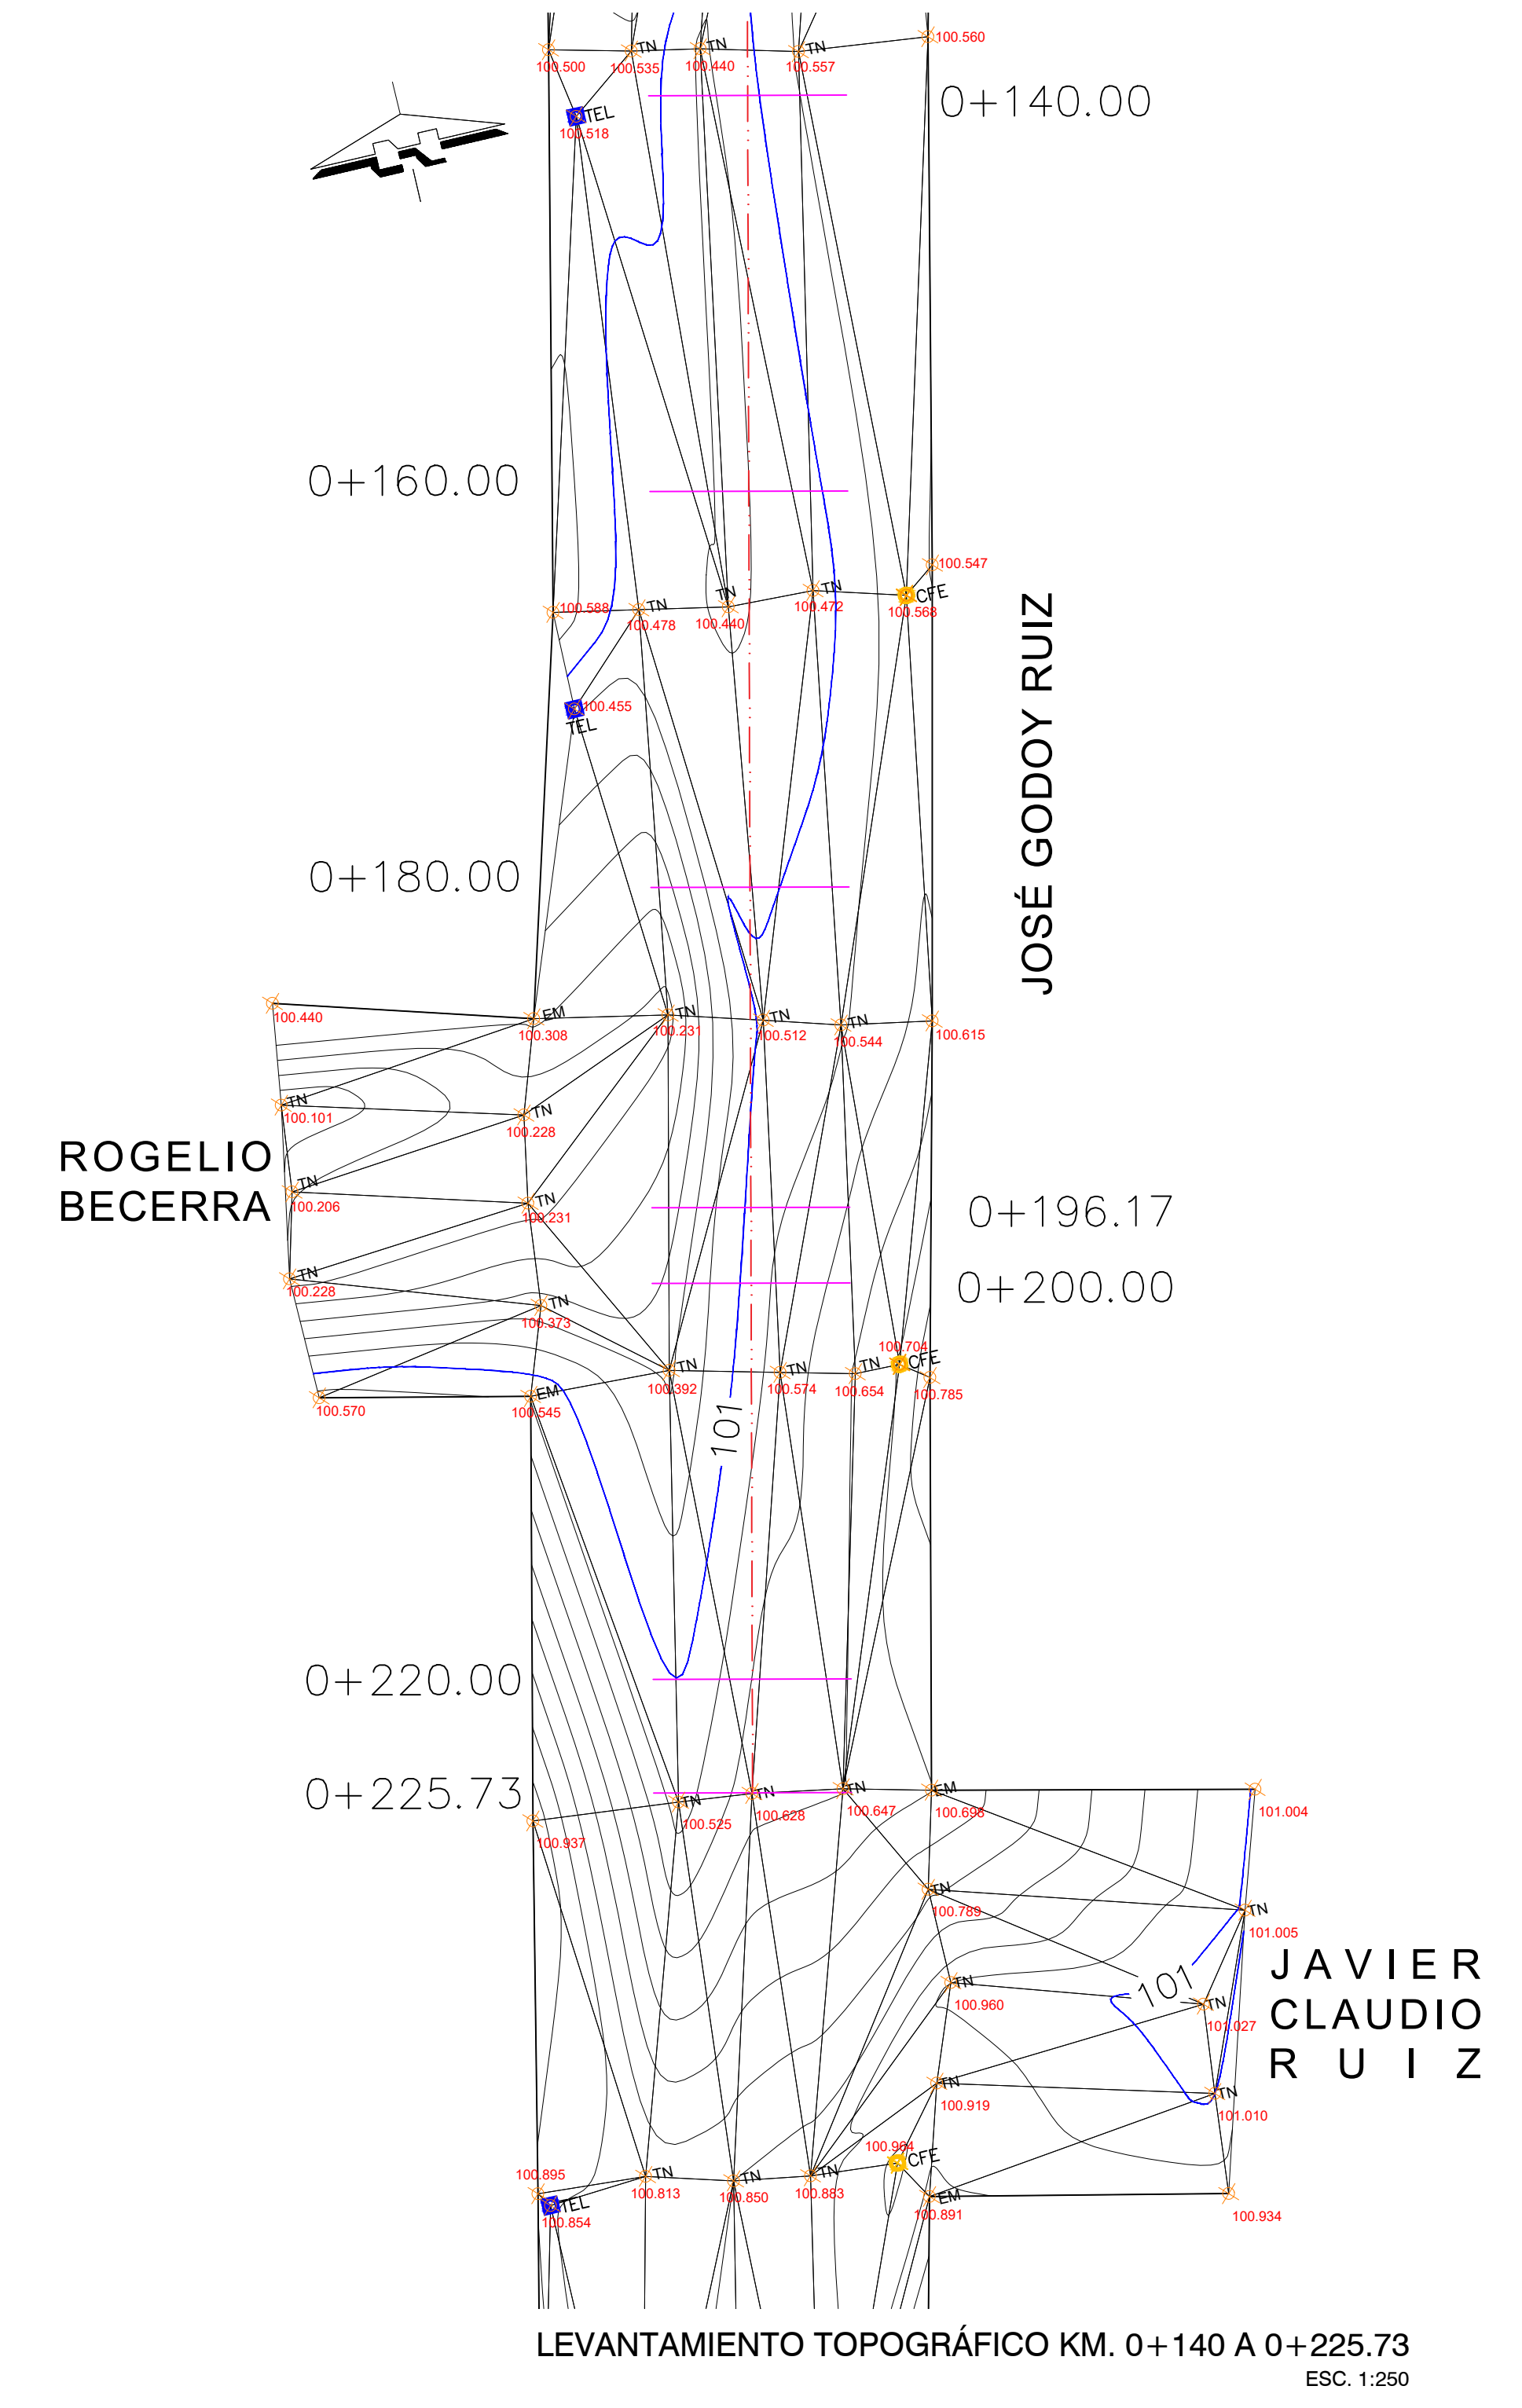 100.560
TN
TN
TN
100.500
100.535
100.440
100.557
0+140.00
TEL
100.518
0+160.00
100.547
TN
TN
TN
CFE
100.588
100.478
100.440
100.472
100.568
JOSÉ GODOY RUIZ
100.455
TEL
0+180.00
100.440
EM
TN
TN
TN
100.308
100.231
100.512
100.544
100.615
TN
100.101
TN
100.228
ROGELIO
BECERRA
TN
100.206
TN
100.231
0+196.17
TN
100.228
0+200.00
TN
100.373
100.704
CFE
TN
TN
TN
100.392
100.574
100.654
100.785
EM
100.570
100.545
101
0+220.00
0+225.73
TN
TN
TN
EM
100.937
100.525
100.628
100.647
100.698
101.004
TN
100.789
TN
101.005
JAVIER
CLAUDIO
RUIZ
101
TN
100.960
TN
101.027
TN
100.919
TN
101.010
100.964
CFE
100.895
TN
TN
TN
100.813
100.850
100.883
TEL
100.854
EM
100.891
100.934
LEVANTAMIENTO TOPOGRÁFICO KM. 0+140 A 0+225.73
ESC. 1:250